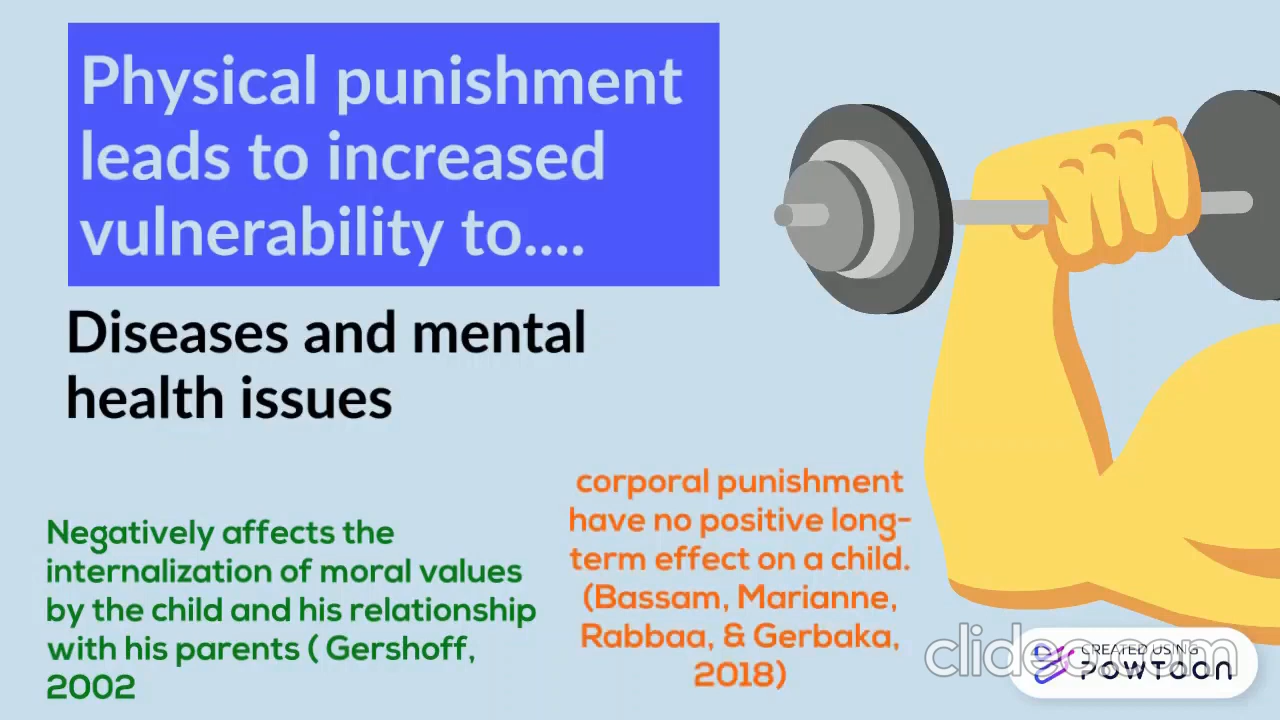 Physical punishment
leads to increased
vulnerability to....
Diseases and mental
health issues
Negatively affects the
internalization of moral values
by the child and his relationship
with his parents ( Gershoff,
2002
corporal punishment
have no positive long-
term effect on a child.
(Bassam, Marianne,
Rabbaa, & Gerbaka,
2018)
clideo.com
CREATED USING
POWTOON